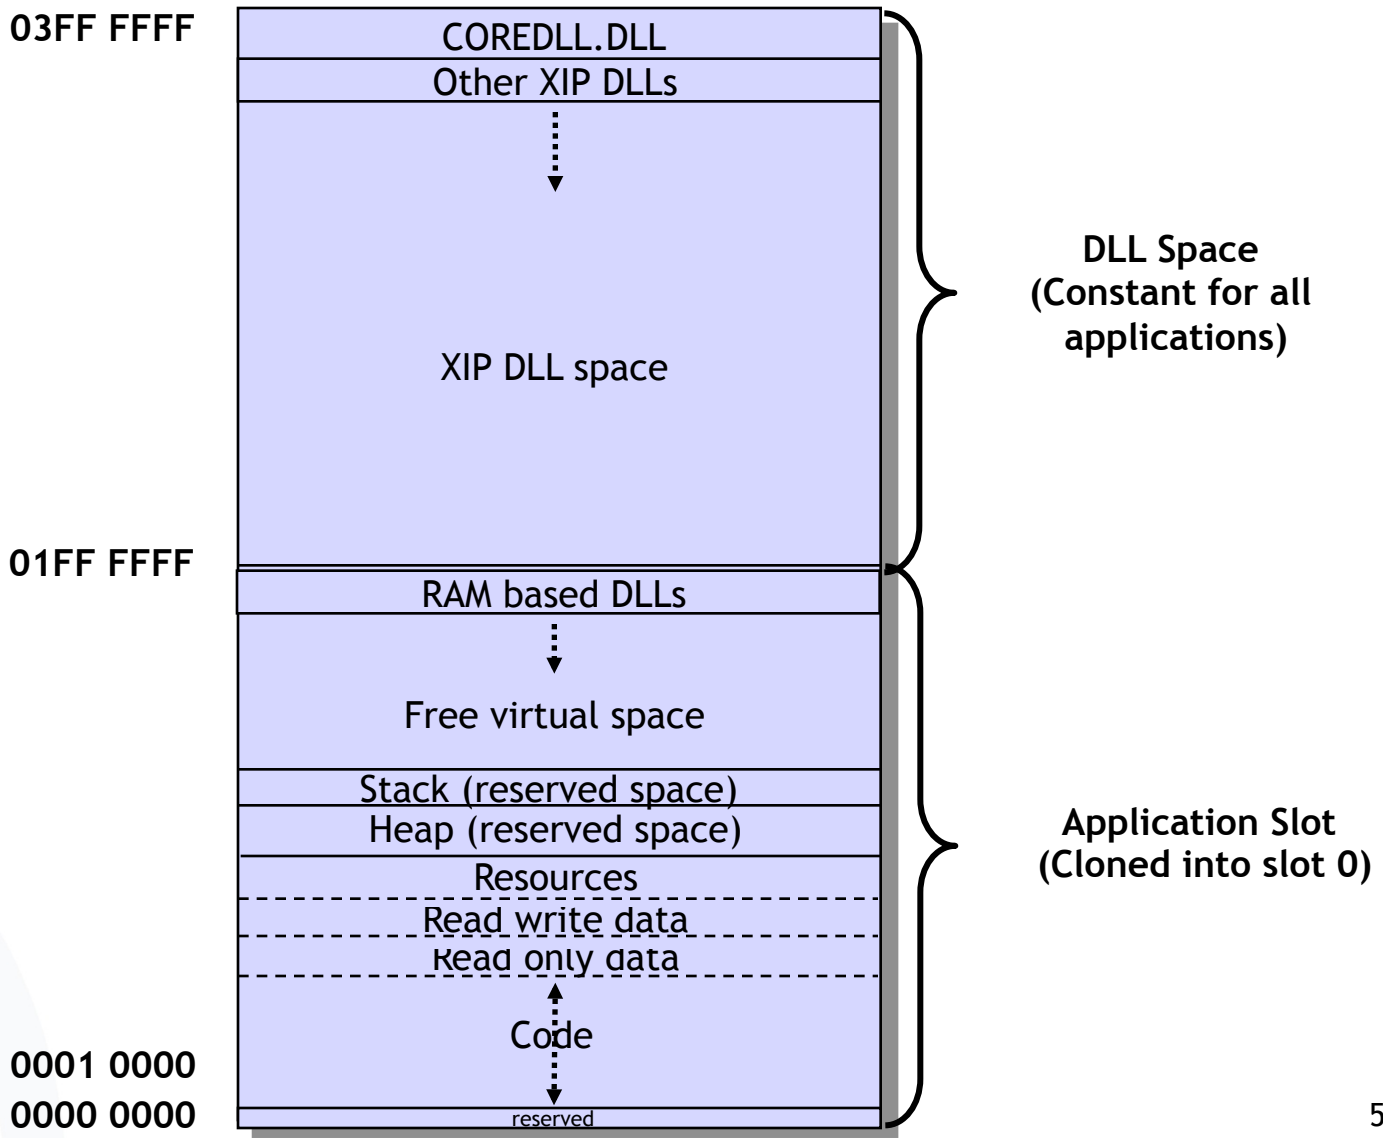 03FF FFFF
COREDLL.DLL
Other XIP DLLs
XIP DLL space
DLL Space
(Constant for all
applications)
01FF FFFF
RAM based DLLs
Free virtual space
Stack (reserved space)
Heap (reserved space)
Resources
Read write data
Read only data
Code
Application Slot
(Cloned into slot 0)
0001 0000
0000 0000
reserved
5